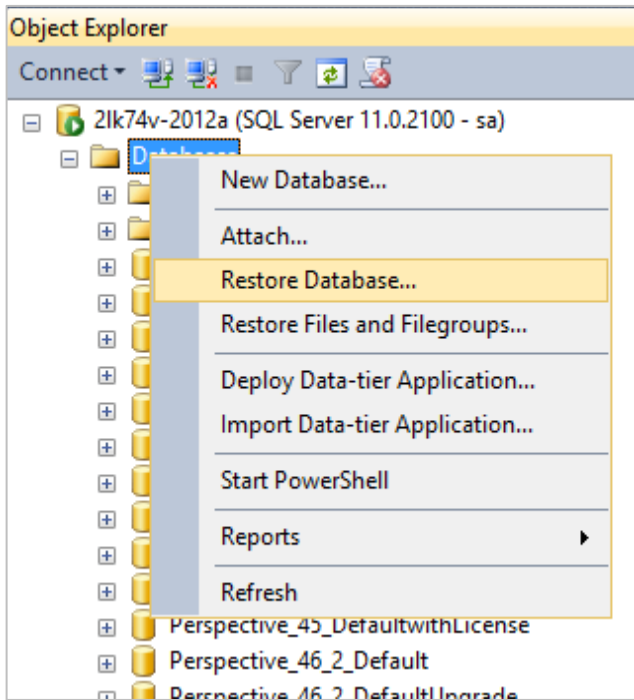 Object Explorer
Connect
2lk74v-2012a (SQL Server 11.0.2100 - sa)
Databases
New Database...
Attach...
Restore Database...
Restore Files and Filegroups...
Deploy Data-tier Application...
Import Data-tier Application...
Start PowerShell
Reports
Refresh
Perspective_45_DefaultwithLicense
Perspective_46_2_Default
Perspective_46_2_DefaultUpgrade